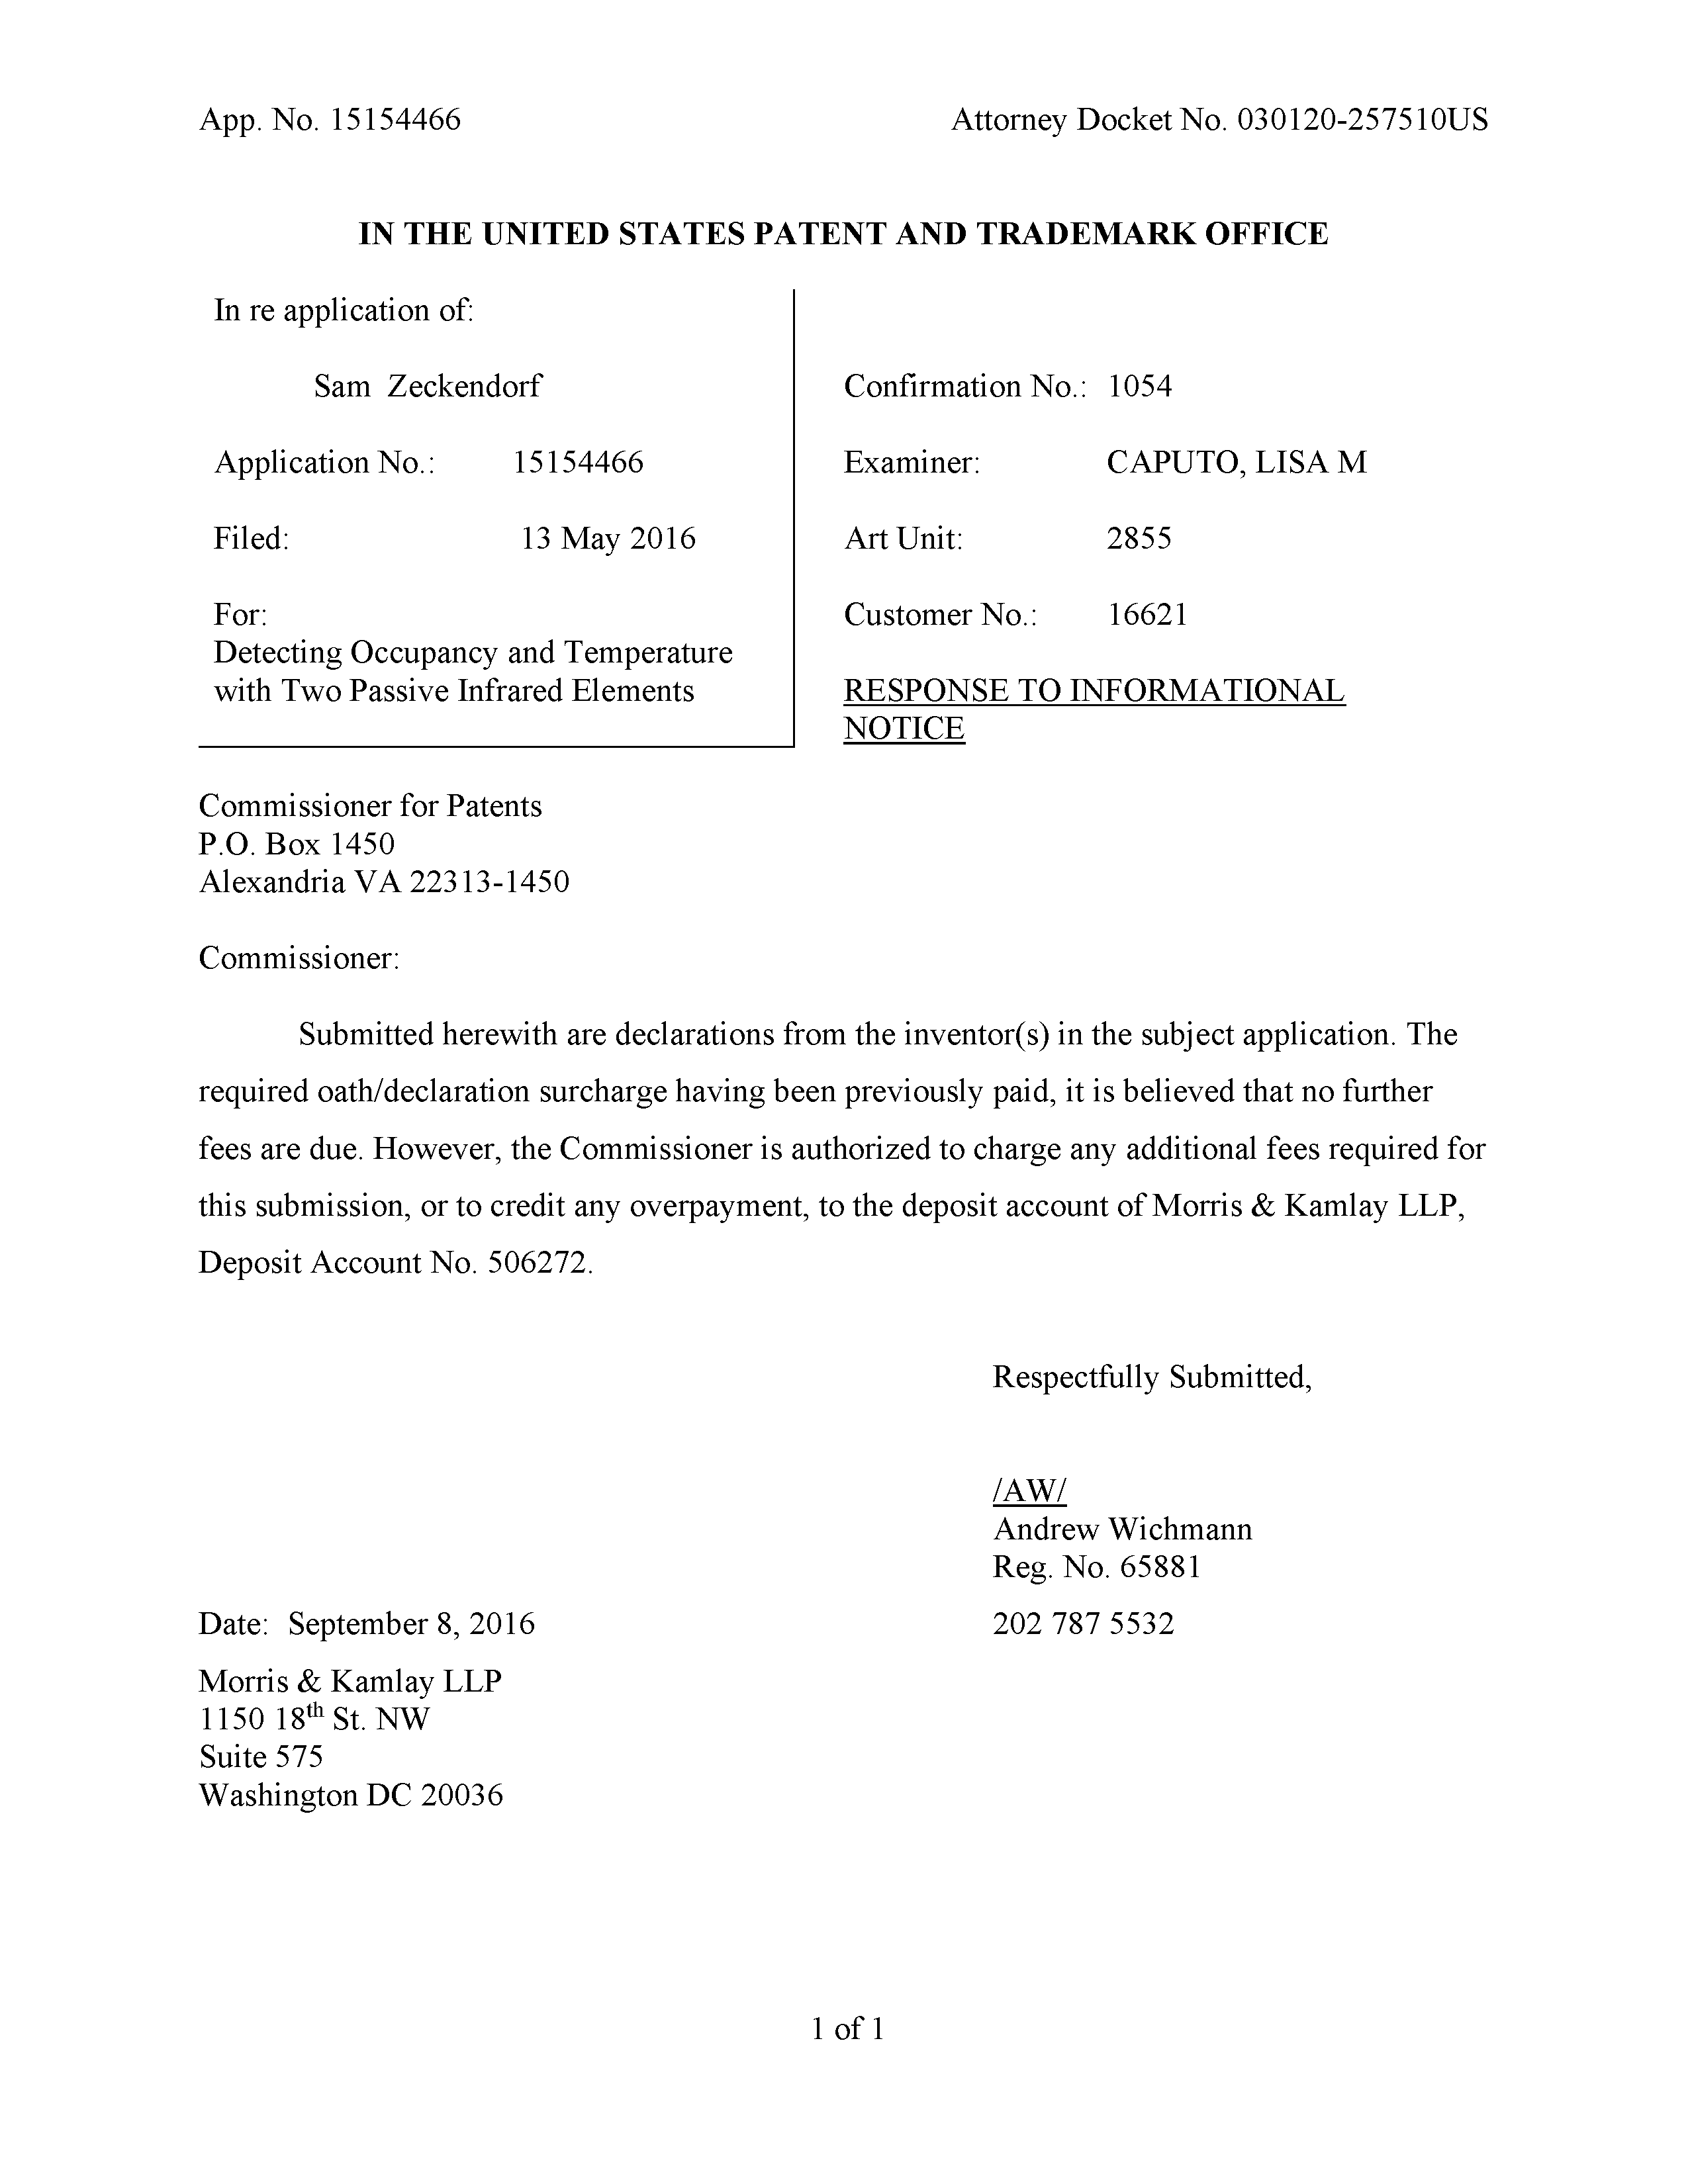 App. No. 15154466 Attorney Docket No. 030120-257510US
IN THE UNITED STATES PATENT AND TRADEMARK OFFICE
In re application of:
Sam Zeckendorf
Application No.: 15154466
Filed: 13 May 2016
For:
Detecting Occupancy and Temperature
with Two Passive Infrared Elements
Confirmation No.: 1054
Examiner: CAPUTO, LISA M
Art Unit: 2855
Customer No.: 16621
RESPONSE TO INFORMATIONAL
NOTICE
Commissioner for Patents
P.O. Box 1450
Alexandria VA 22313-1450
Commissioner:
Submitted herewith are declarations from the inventor(s) in the subject application. The
required oath/declaration surcharge having been previously paid, it is believed that no further
fees are due. However, the Commissioner is authorized to charge any additional fees required for
this submission, or to credit any overpayment, to the deposit account of Morris & Kamlay LLP,
Deposit Account No. 506272.
Respectfully Submitted,
/AW/
Andrew Wichmann
Reg. No. 65881
Date: September 8, 2016 202 787 5532
Morris & Kamlay LLP
1150 18th St. NW
Suite 575
Washington DC 20036
1 of 1